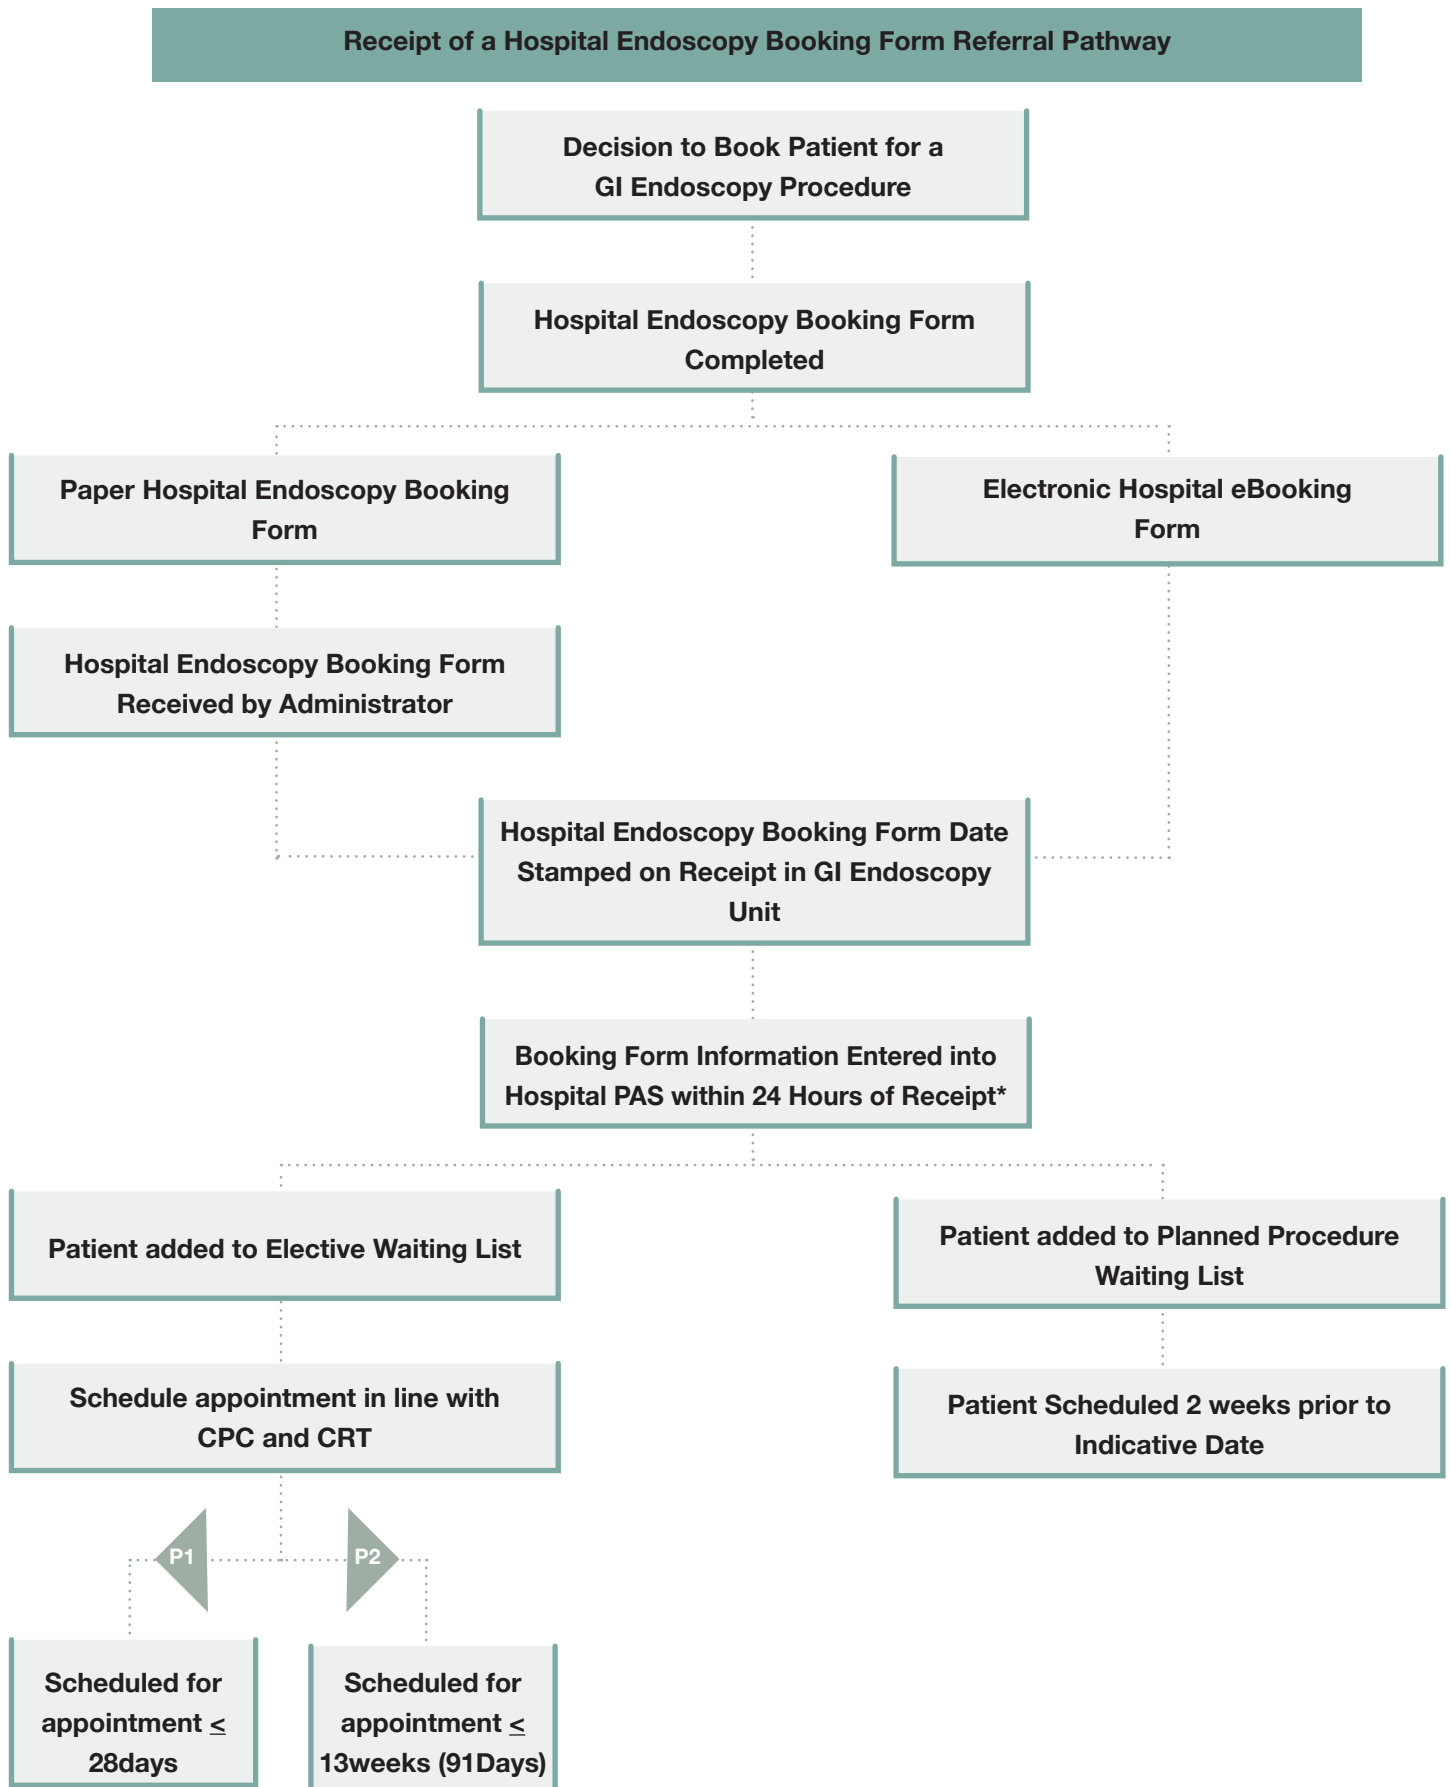 Receipt of a Hospital Endoscopy Booking Form Referral Pathway
Decision to Book Patient for a
GI Endoscopy Procedure
Hospital Endoscopy Booking Form
Completed
Paper Hospital Endoscopy Booking
Form
Electronic Hospital eBooking
Form
Hospital Endoscopy Booking Form
Received by Administrator
Hospital Endoscopy Booking Form Date
Stamped on Receipt in GI Endoscopy
Unit
Booking Form Information Entered into
Hospital PAS within 24 Hours of Receipt*
Patient added to Elective Waiting List
Patient added to Planned Procedure
Waiting List
Schedule appointment in line with
CPC and CRT
Patient Scheduled 2 weeks prior to
Indicative Date
P1
P2
Scheduled for
appointment ≤
28days
Scheduled for
appointment ≤
13weeks (91Days)